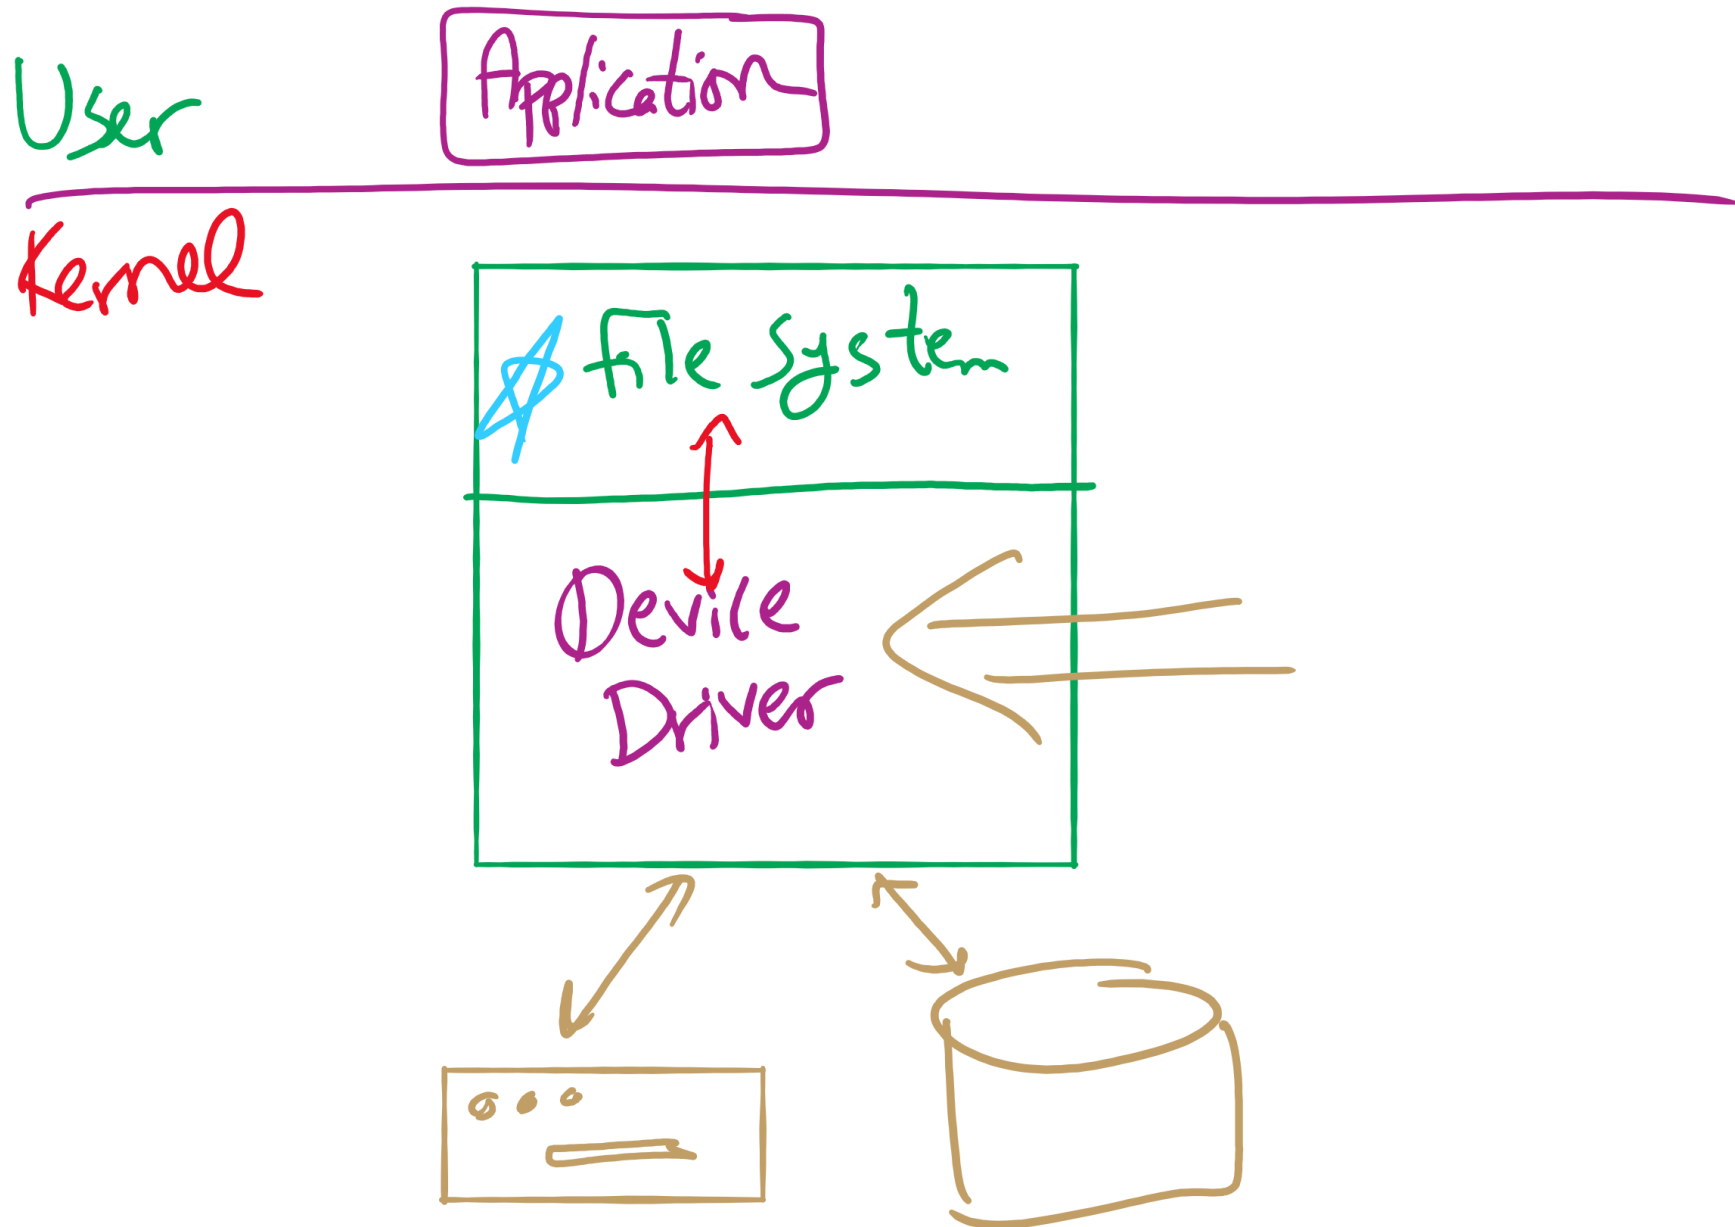 Application
User
Kernel
File System
Device
Driver